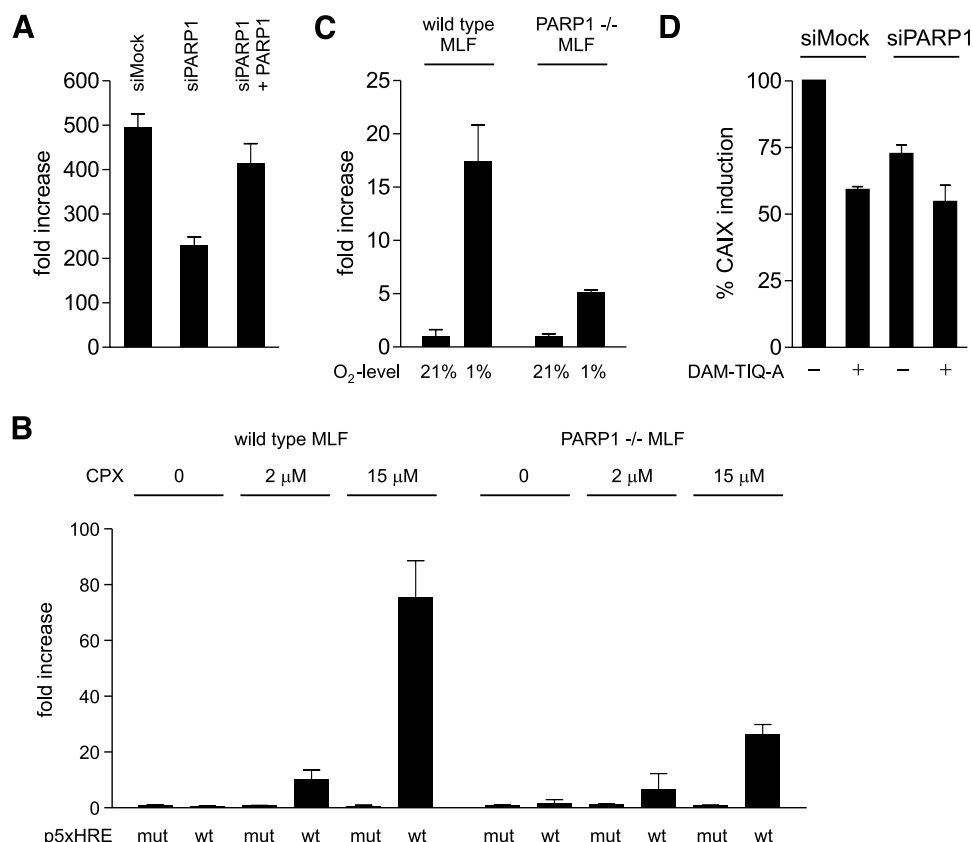 A
siMock
siPARP1
siPARP1
+ PARP1
fold increase
600
500
400
300
200
100
0
C
wild type
MLF
PARP1 -/-
MLF
fold increase
25
20
15
10
5
0
O₂-level
21% 1%
21% 1%
D
siMock
siPARP1
% CAIX induction
100
75
50
25
0
DAM-TIQ-A
– + – +
B
wild type MLF
PARP1 -/- MLF
CPX
0
2 μM
15 μM
0
2 μM
15 μM
fold increase
100
80
60
40
20
0
p5xHRE
mut wt mut wt mut wt mut wt mut wt mut wt